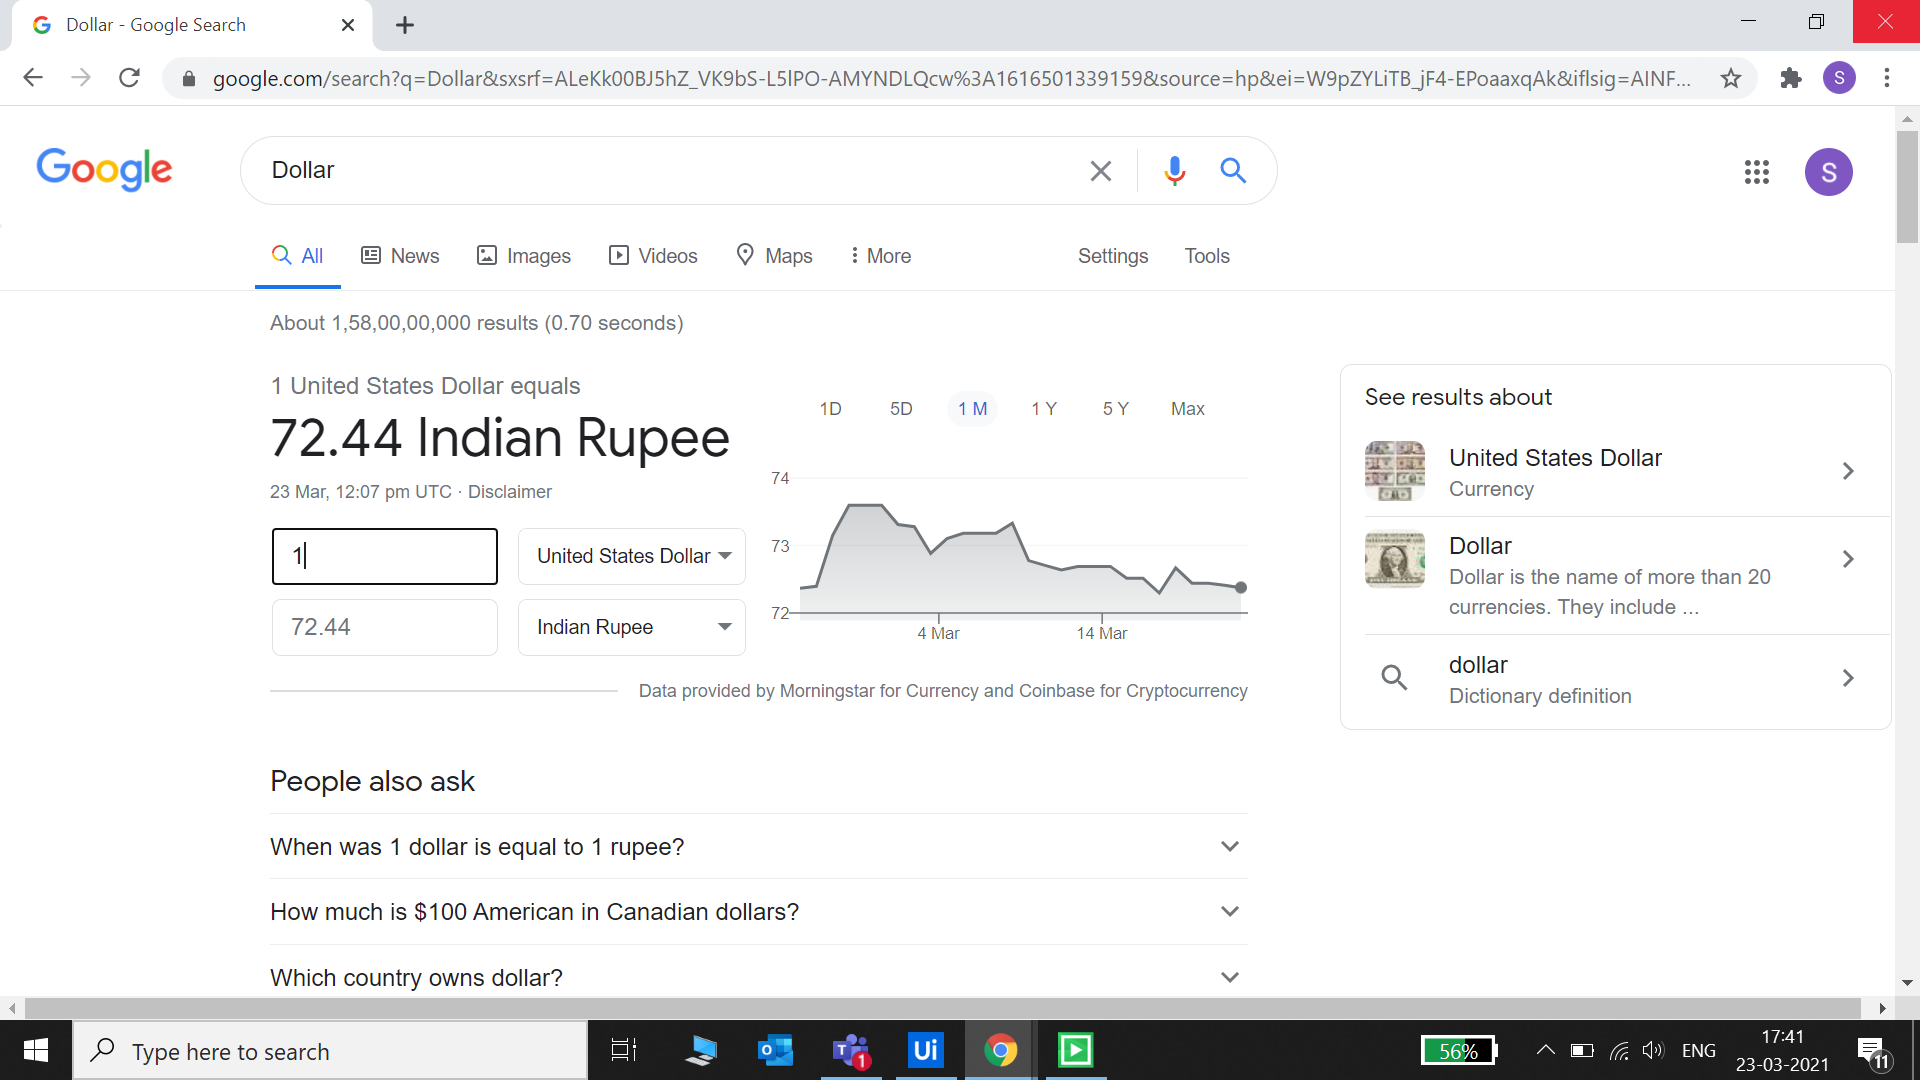 Dollar - Google Search
google.com/search?q=Dollar&sxsrf=ALeKk00BJ5hZ_VK9bS-L5lPO-AMYNDLQcw%3A1616501339159&source=hp&ei=W9pZYLiTB_jF4-EPoaaxqAk&iflsig=AINF...
S
Google
Dollar
S
All News Images Videos Maps More Settings Tools
About 1,58,00,00,000 results (0.70 seconds)
1 United States Dollar equals
72.44 Indian Rupee
23 Mar, 12:07 pm UTC · Disclaimer
1 United States Dollar
72.44 Indian Rupee
1D 5D 1 M 1 Y 5 Y Max
74
73
72
4 Mar 14 Mar
Data provided by Morningstar for Currency and Coinbase for Cryptocurrency
See results about
United States Dollar
Currency
Dollar
Dollar is the name of more than 20
currencies. They include ...
dollar
Dictionary definition
People also ask
When was 1 dollar is equal to 1 rupee?
How much is $100 American in Canadian dollars?
Which country owns dollar?
Type here to search
T 1
Ui
56%
ENG
17:41
23-03-2021
11